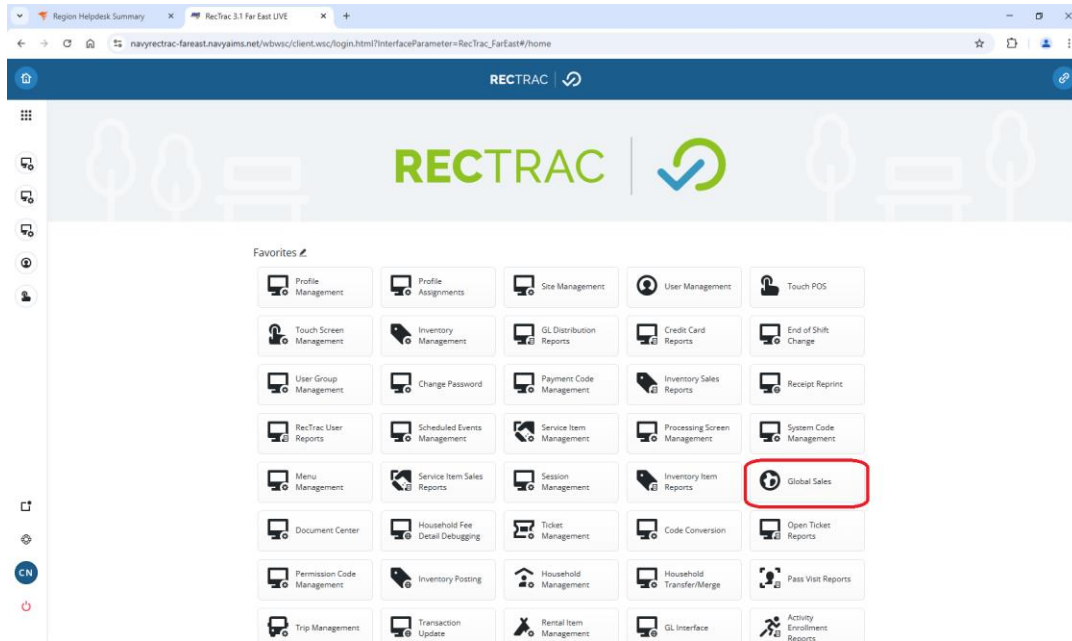 Region Helpdesk Summary
RecTrac 3.1 Far East LIVE
navyrectrac-fareast.navyaims.net/wbwsc/client.wsc/login.html?InterfaceParameter=RecTrac_FarEast#/home
RECTRAC
RECTRAC
Favorites
Profile
Management
Profile
Assignments
Site Management
User Management
Touch POS
Touch Screen
Management
Inventory
Management
GL Distribution
Reports
Credit Card
Reports
End of Shift
Change
User Group
Management
Change Password
Payment Code
Management
Inventory Sales
Reports
Receipt Reprint
RecTrac User
Reports
Scheduled Events
Management
Service Item
Management
Processing Screen
Management
System Code
Management
Menu
Management
Service Item Sales
Reports
Session
Management
Inventory Item
Reports
Global Sales
Document Center
Household Fee
Detail Debugging
Ticket
Management
Code Conversion
Open Ticket
Reports
CN
Permission Code
Management
Inventory Posting
Household
Management
Household
Transfer/Merge
Pass Visit Reports
Trip Management
Transaction
Update
Rental Item
Management
GL Interface
Activity
Enrollment
Reports